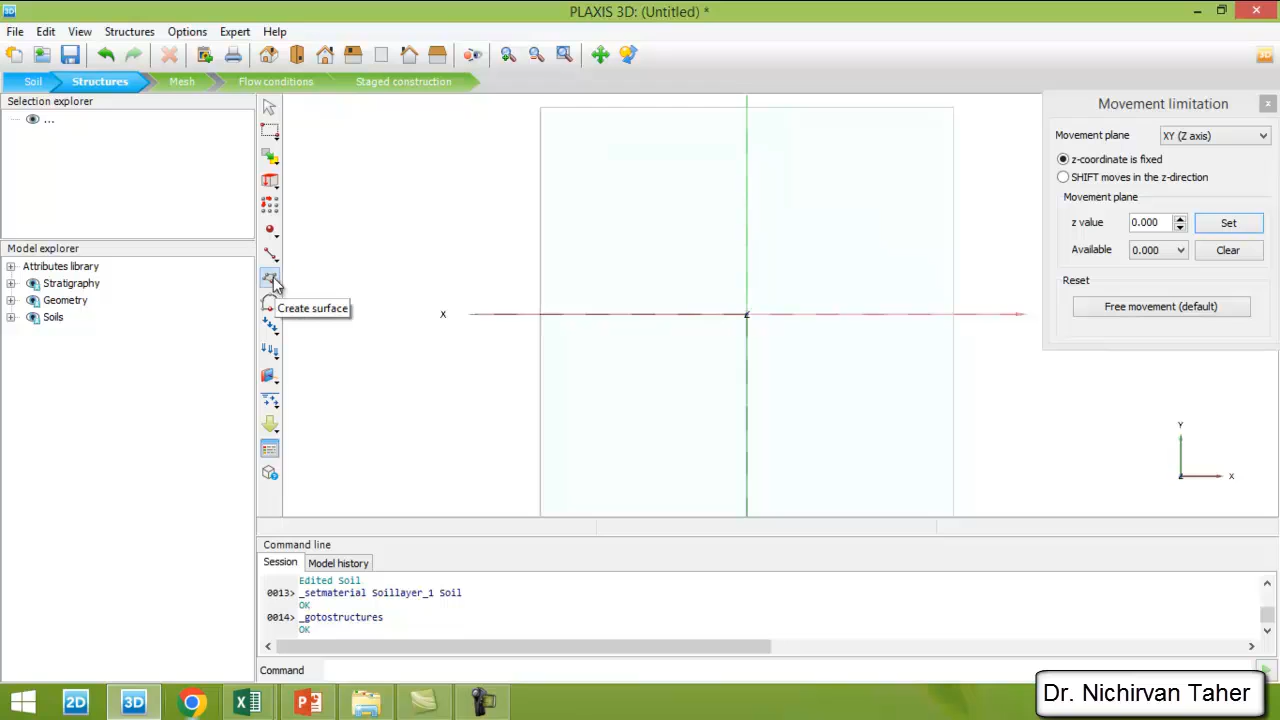 PLAXIS 3D: (Untitled) *
File Edit View Structures Options Expert Help
Soil Structures Mesh Flow conditions Staged construction
Selection explorer
...
Model explorer
Attributes library
Stratigraphy
Geometry
Soils
Create surface
X
Z
Movement limitation
Movement plane XY (Z axis)
z-coordinate is fixed
SHIFT moves in the z-direction
Movement plane
z value 0.000 Set
Available 0.000 Clear
Reset
Free movement (default)
Y
X
Command line
Session Model history
Edited Soil
0013> _setmaterial Soillayer_1 Soil
OK
0014> _gotostructures
OK
Command
2D 3D
Dr. Nichirvan Taher